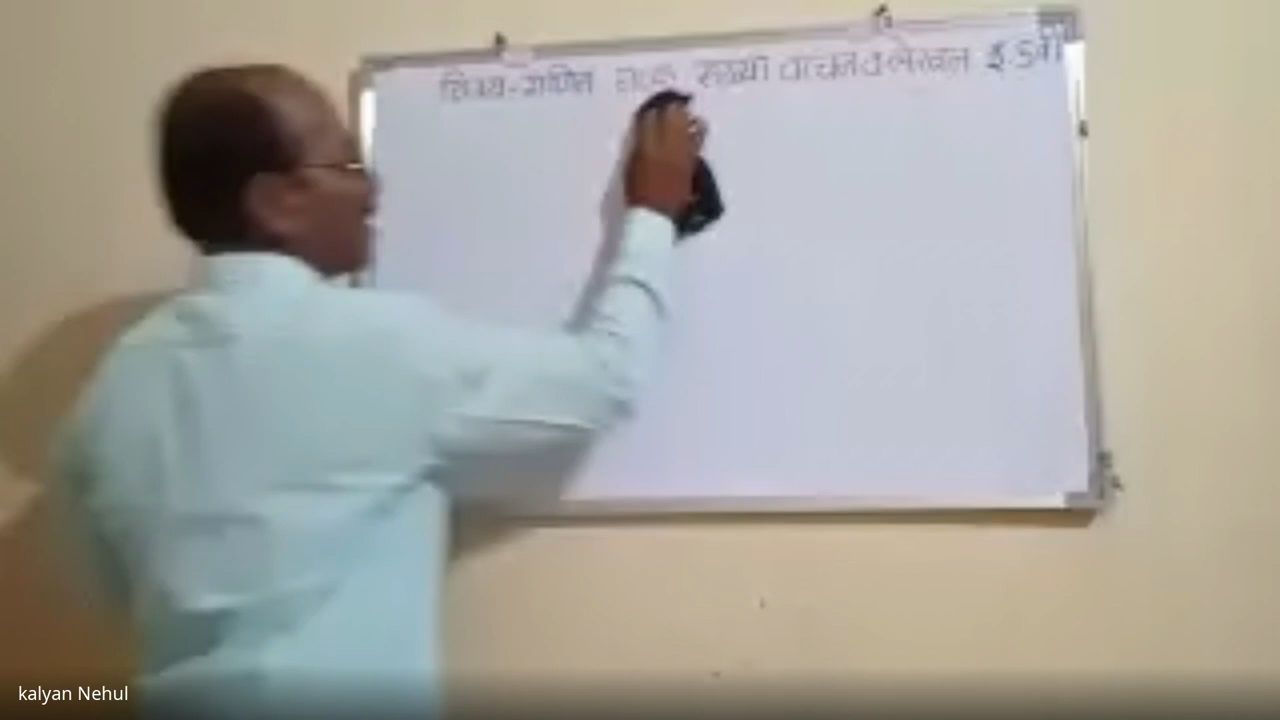 विषय-गणित संख्या वाचन व लेखन इ 5वी
kalyan Nehul